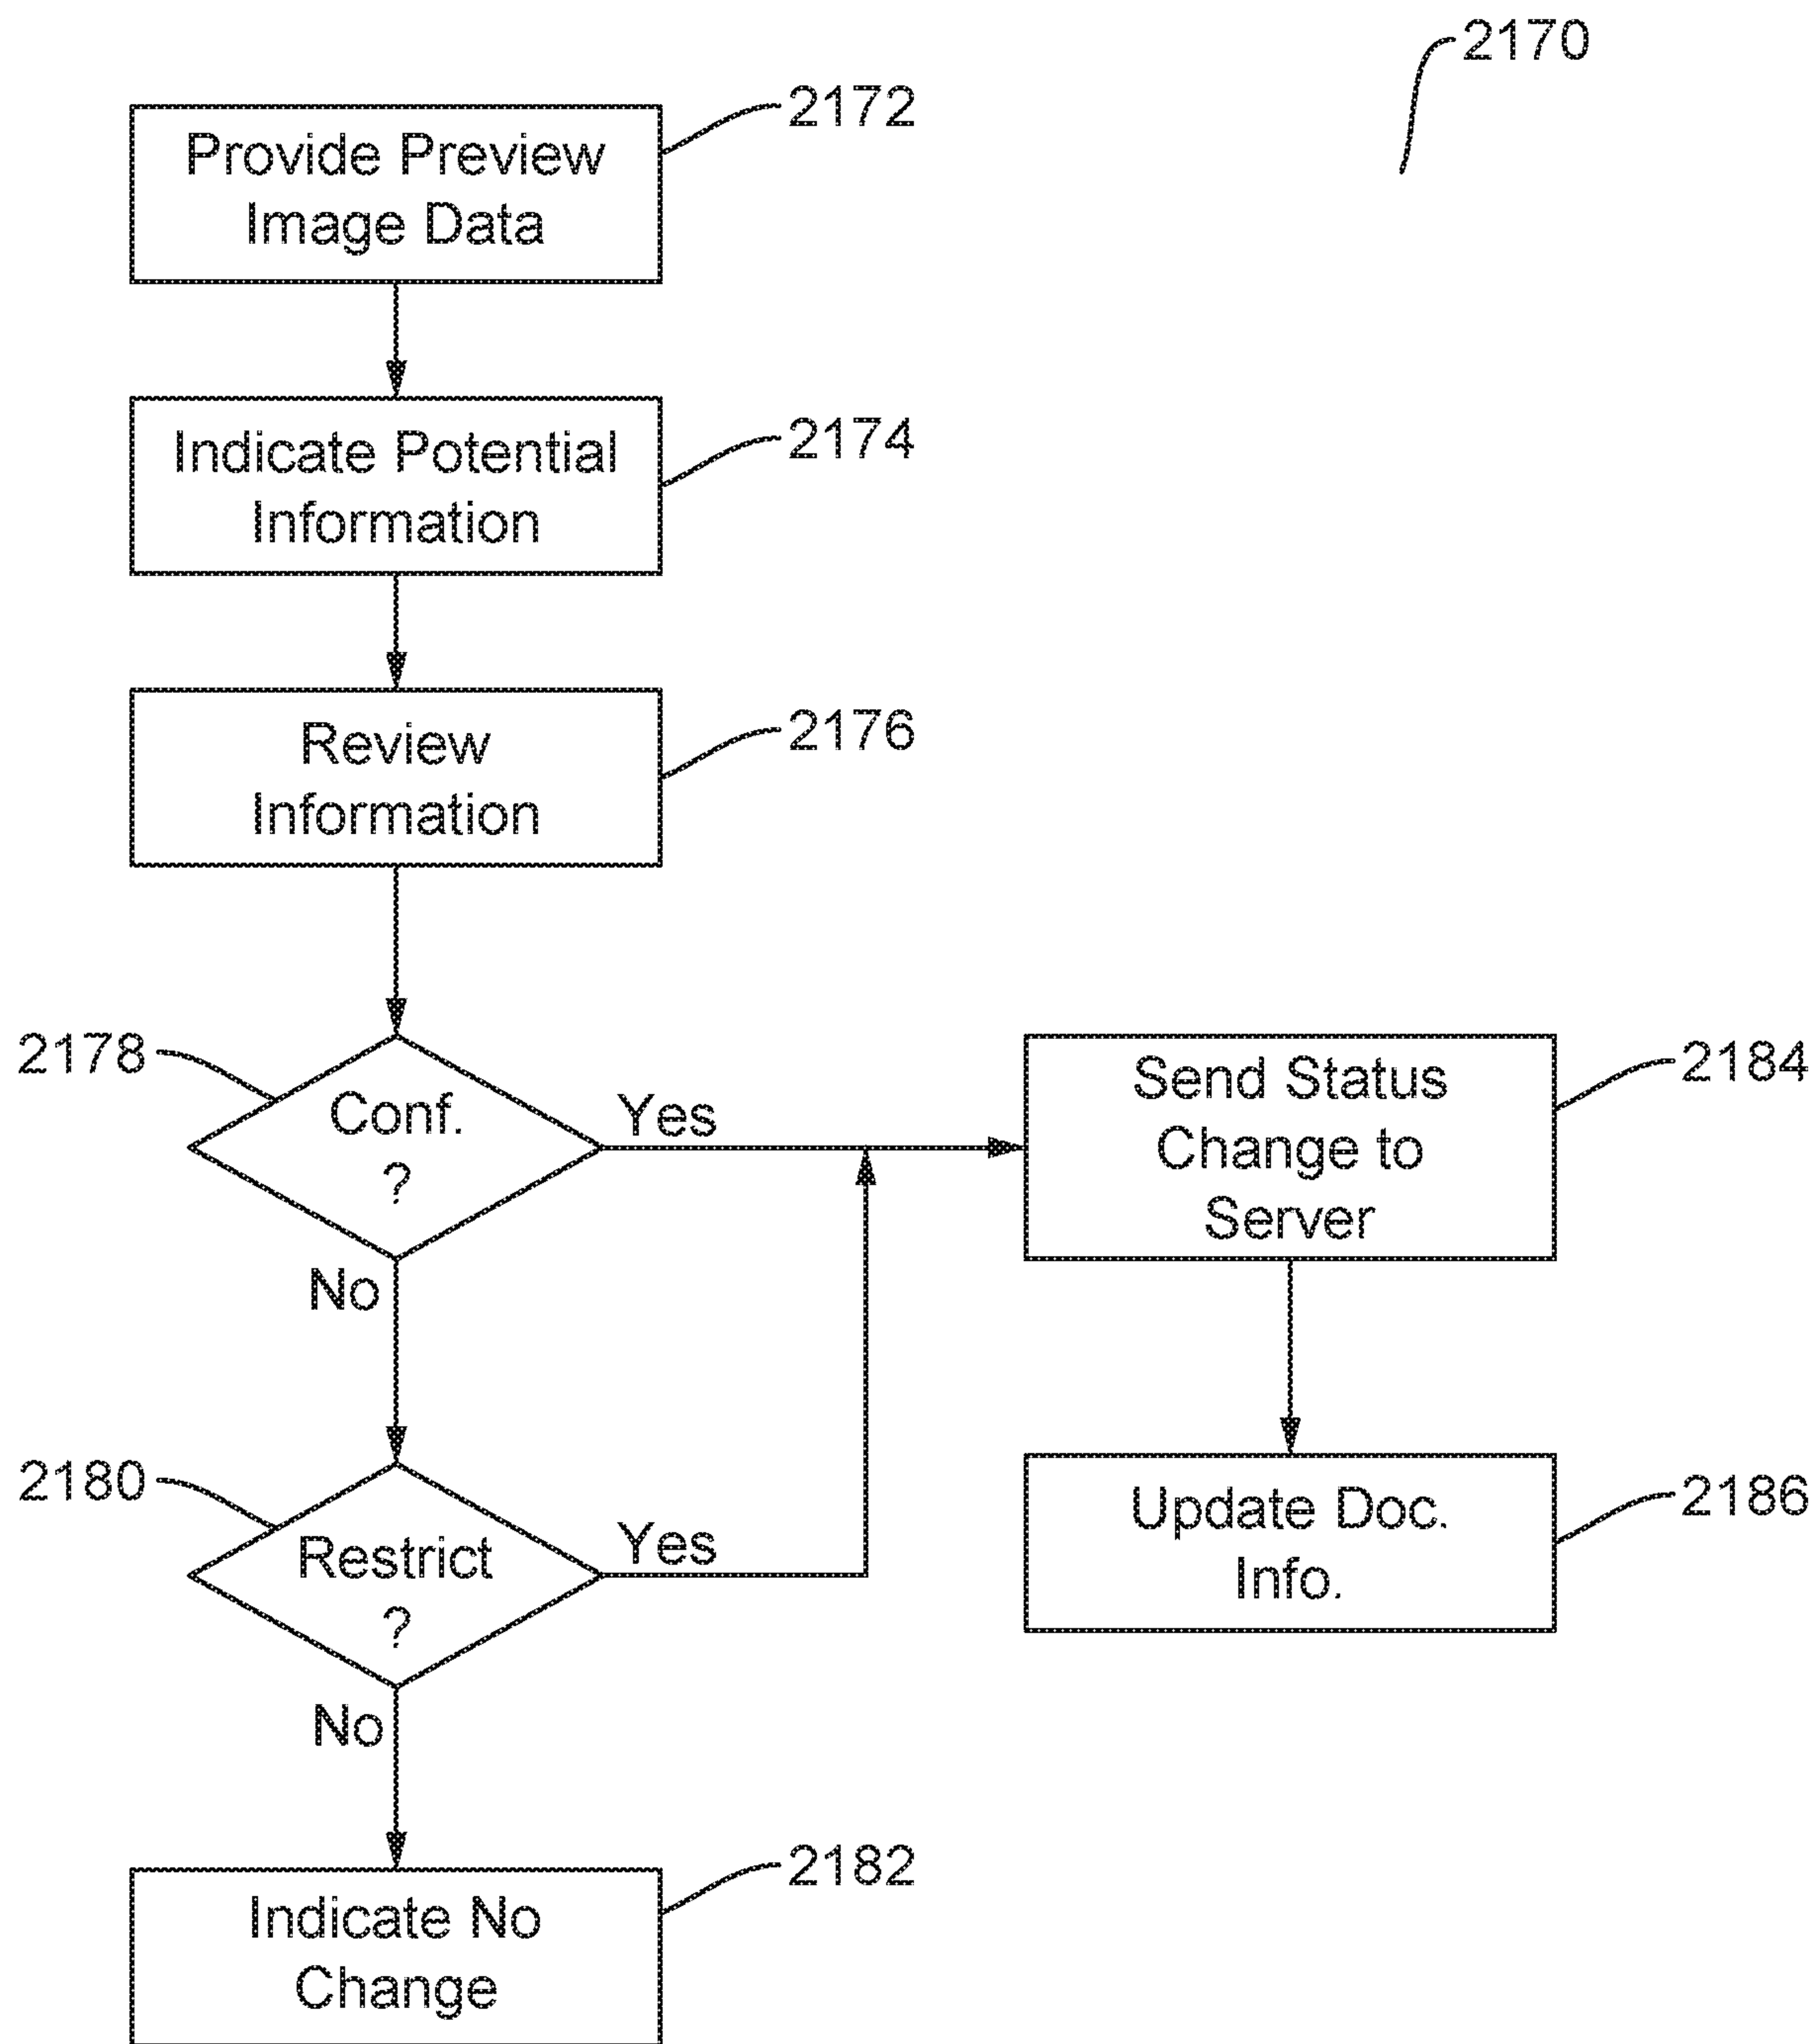 2170
Provide Preview
Image Data
2172
Indicate Potential
Information
2174
Review
Information
2176
2178
Conf.
?
Yes
No
Send Status
Change to
Server
2184
2180
Restrict
?
Yes
No
Update Doc.
Info.
2186
Indicate No
Change
2182